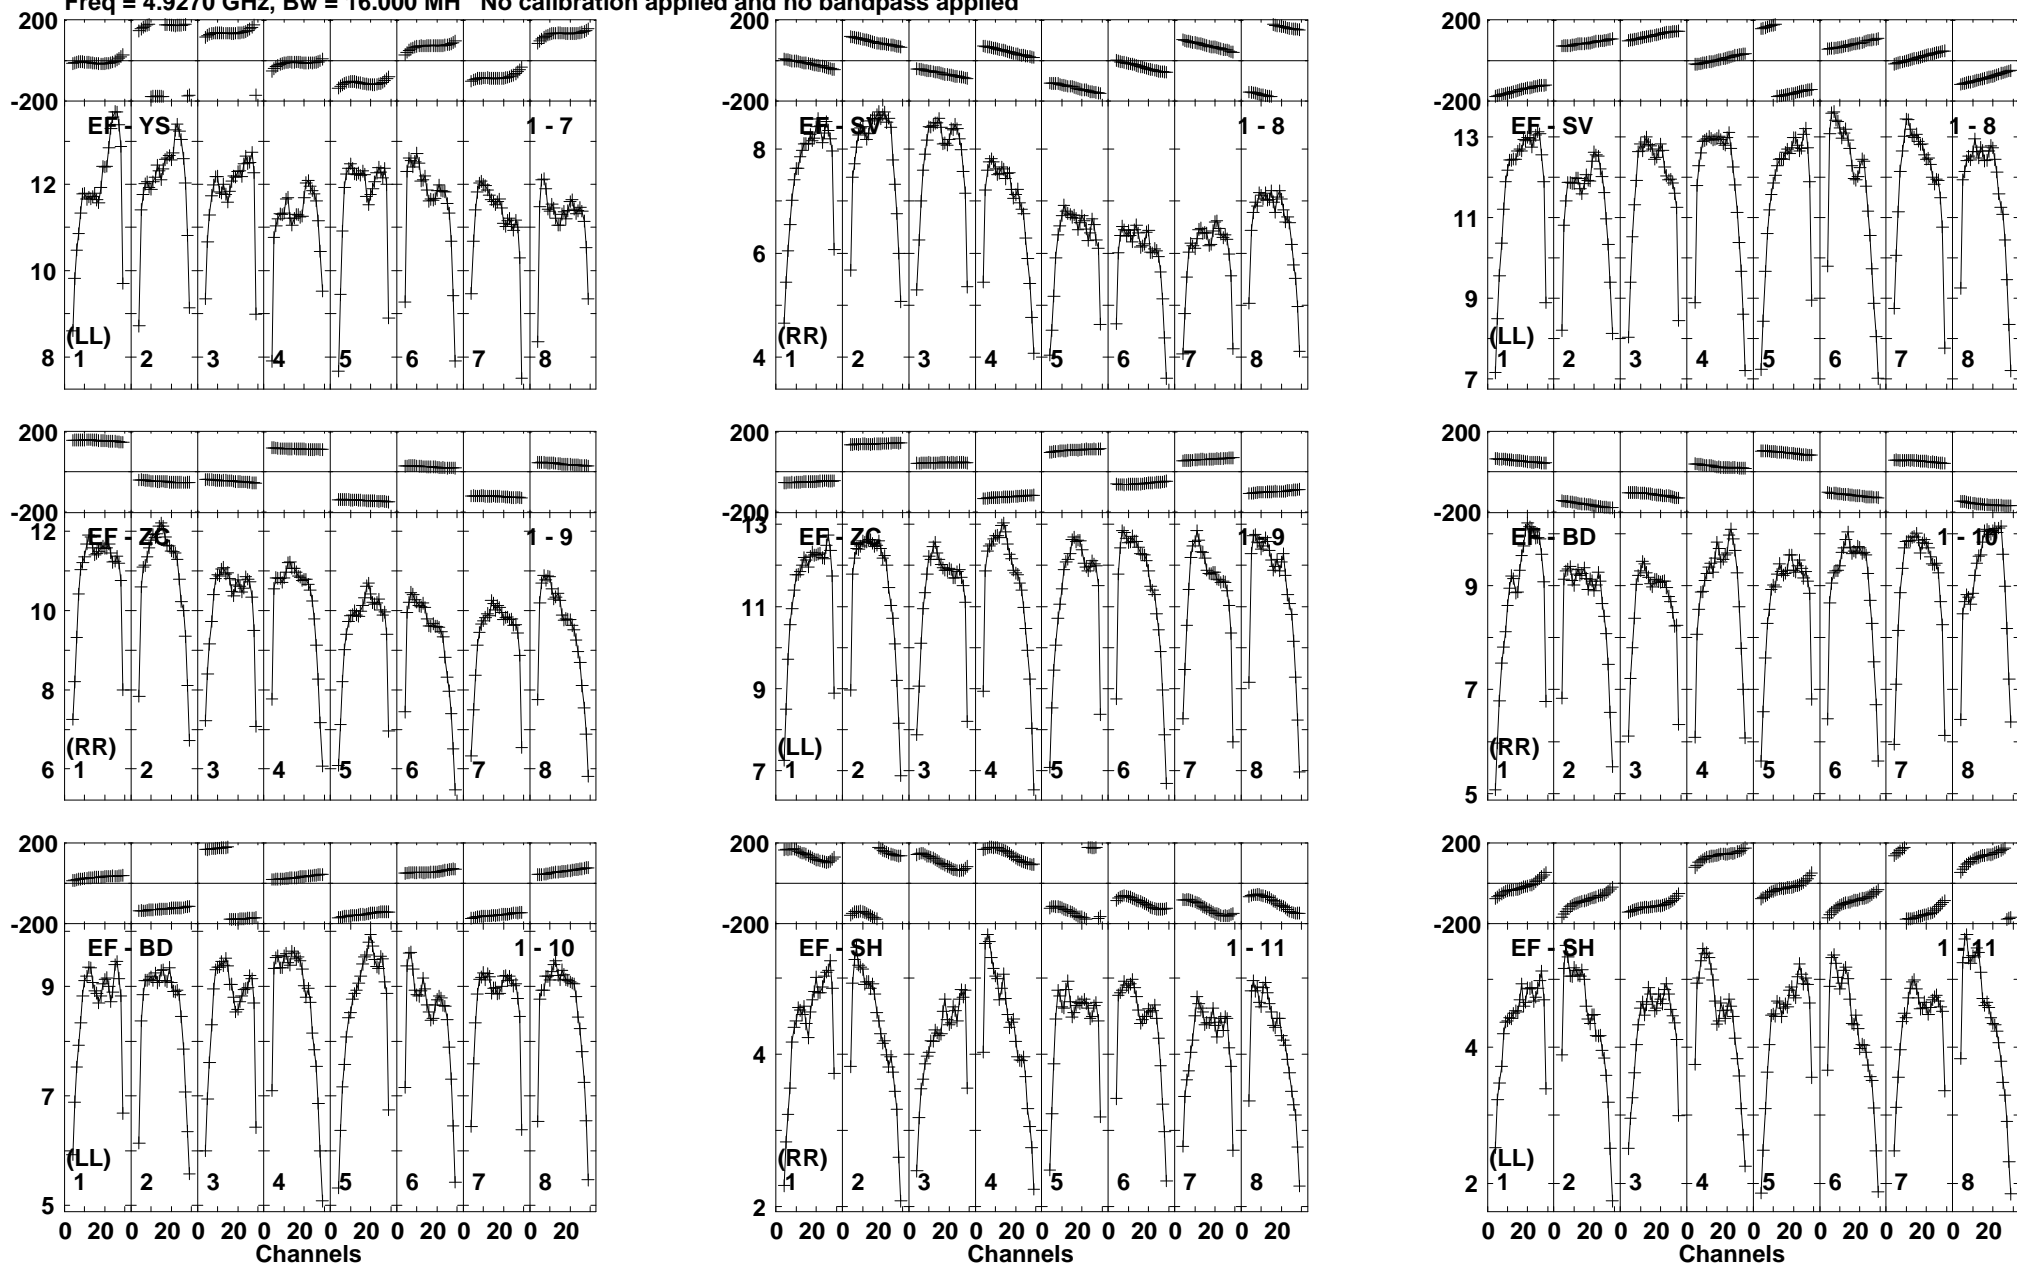 Freq = 4.9270 GHz, Bw = 16.000 MH No calibration applied and no bandpass applied
200
-200
EF - YS 1 - 7
12
10
8
(LL)
1 2 3 4 5 6 7 8
200
-200
EF - SV 1 - 8
8
6
4
(RR)
1 2 3 4 5 6 7 8
200
-200
EF - SV 1 - 8
13
11
9
7
(LL)
1 2 3 4 5 6 7 8
200
-200
EF - ZC 1 - 9
12
10
8
6
(RR)
1 2 3 4 5 6 7 8
200
-200
EF - ZC 1 - 9
13
11
9
7
(LL)
1 2 3 4 5 6 7 8
200
-200
EF - BD 1 - 10
9
7
5
(RR)
1 2 3 4 5 6 7 8
200
-200
EF - BD 1 - 10
9
7
5
(LL)
1 2 3 4 5 6 7 8
0 20 0 20 0 20 0 20 0 20 0 20 0 20 0 20
Channels
200
-200
EF - SH 1 - 11
4
2
(RR)
1 2 3 4 5 6 7 8
0 20 0 20 0 20 0 20 0 20 0 20 0 20 0 20
Channels
200
-200
EF - SH 1 - 11
4
2
(LL)
1 2 3 4 5 6 7 8
0 20 0 20 0 20 0 20 0 20 0 20 0 20 0 20
Channels